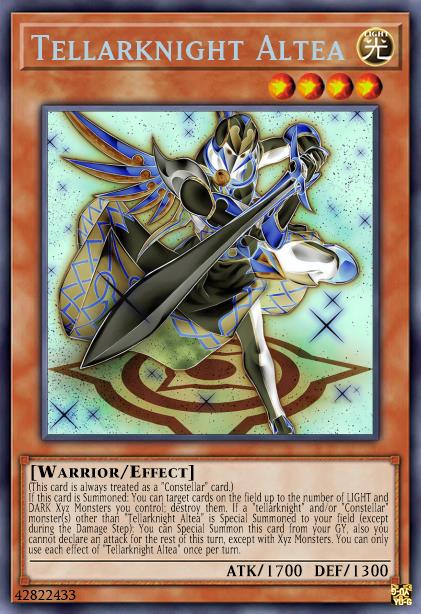 TELLARKNIGHT ALTEA
LIGHT
光
[WARRIOR/EFFECT]
(This card is always treated as a "Constellar" card.)
If this card is Summoned: You can target cards on the field up to the number of LIGHT and
DARK Xyz Monsters you control; destroy them. If a "tellarknight" and/or "Constellar"
monster(s) other than "Tellarknight Altea" is Special Summoned to your field (except
during the Damage Step): You can Special Summon this card from your GY, also you
cannot declare an attack for the rest of this turn, except with Xyz Monsters. You can only
use each effect of "Tellarknight Altea" once per turn.
ATK/1700 DEF/1300
42822433